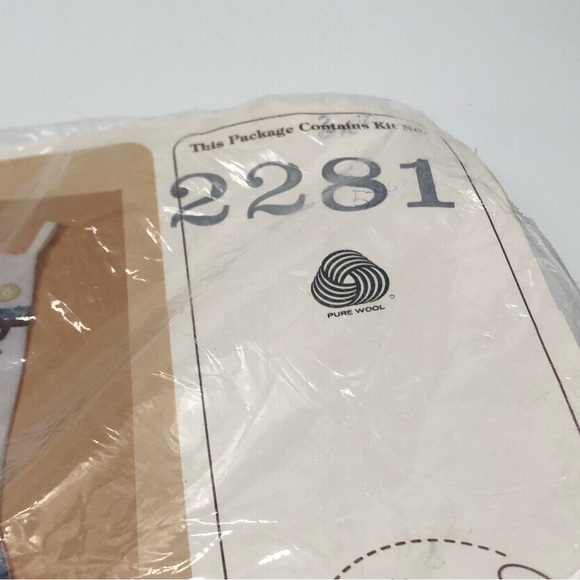 This Package Contains Kit No.
2281
PURE WOOL